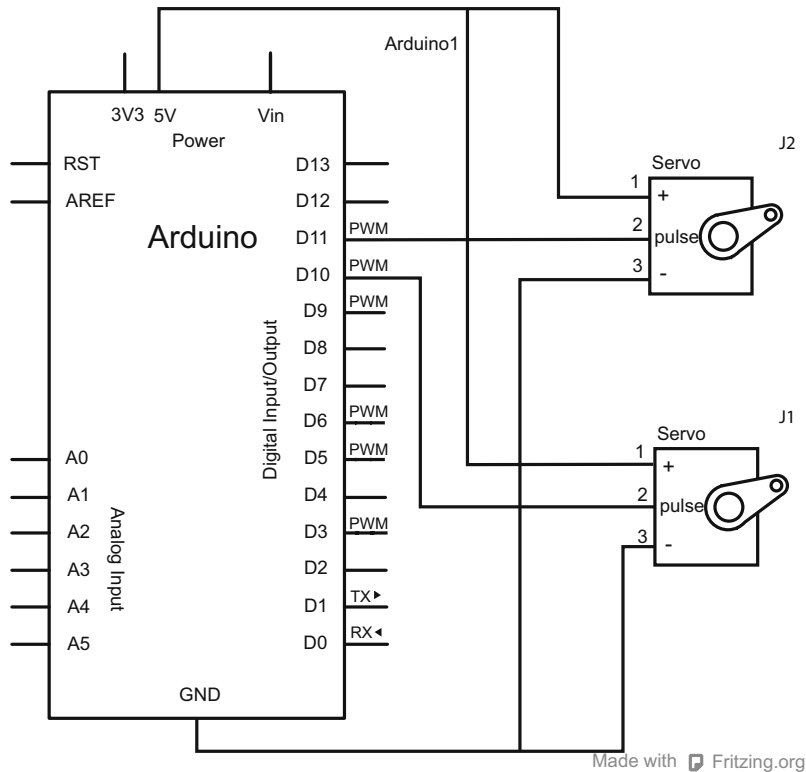 Arduino1
3V3 5V Vin
Power
RST
AREF
Arduino
D13
D12
D11 PWM
D10 PWM
D9 PWM
D8
D7
D6 PWM
D5 PWM
D4
D3 PWM
D2
D1 TX
D0 RX
Digital Input/Output
A0
A1
A2
A3
A4
A5
Analog Input
GND
J2
Servo
1 +
2 pulse
3 -
J1
Servo
1 +
2 pulse
3 -
Made with Fritzing.org